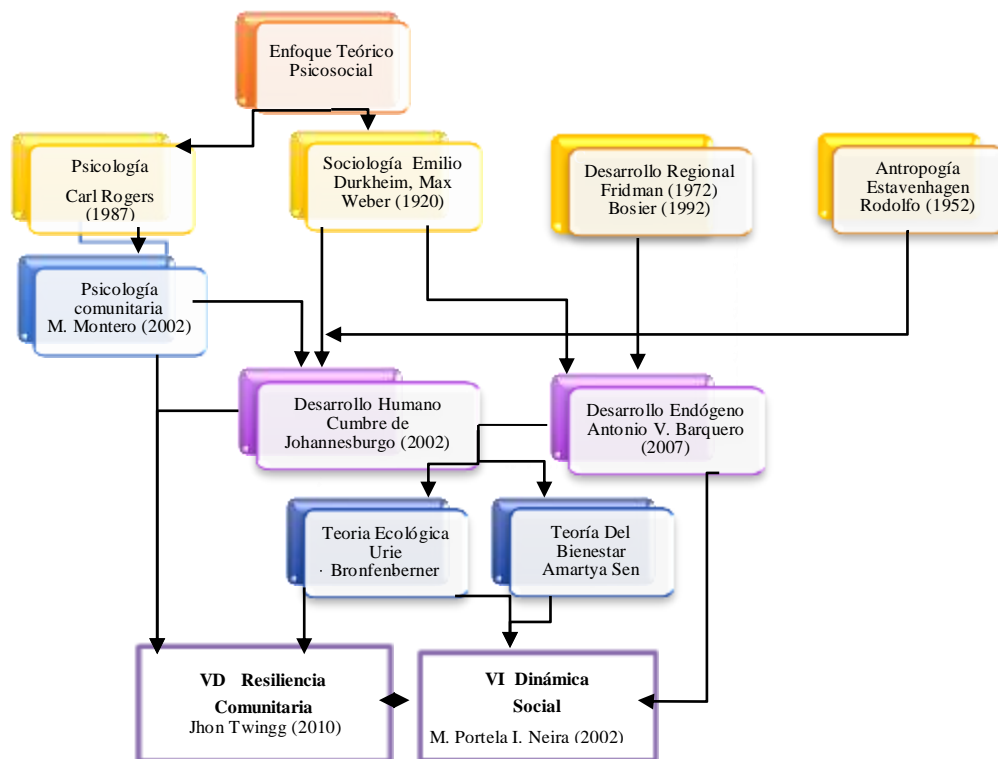 Enfoque Teórico
Psicosocial
Psicología
Carl Rogers
(1987)
Sociología Emilio
Durkheim, Max
Weber (1920)
Desarrollo Regional
Fridman (1972)
Bosier (1992)
Antropogía
Estavenhagen
Rodolfo (1952)
Psicología
comunitaria
M. Montero (2002)
Desarrollo Humano
Cumbre de
Johannesburgo (2002)
Desarrollo Endógeno
Antonio V. Barquero
(2007)
Teoria Ecológica
Urie
· Bronfenberner
Teoría Del
Bienestar
Amartya Sen
VD Resiliencia
Comunitaria
Jhon Twingg (2010)
VI Dinámica
Social
M. Portela I. Neira (2002)